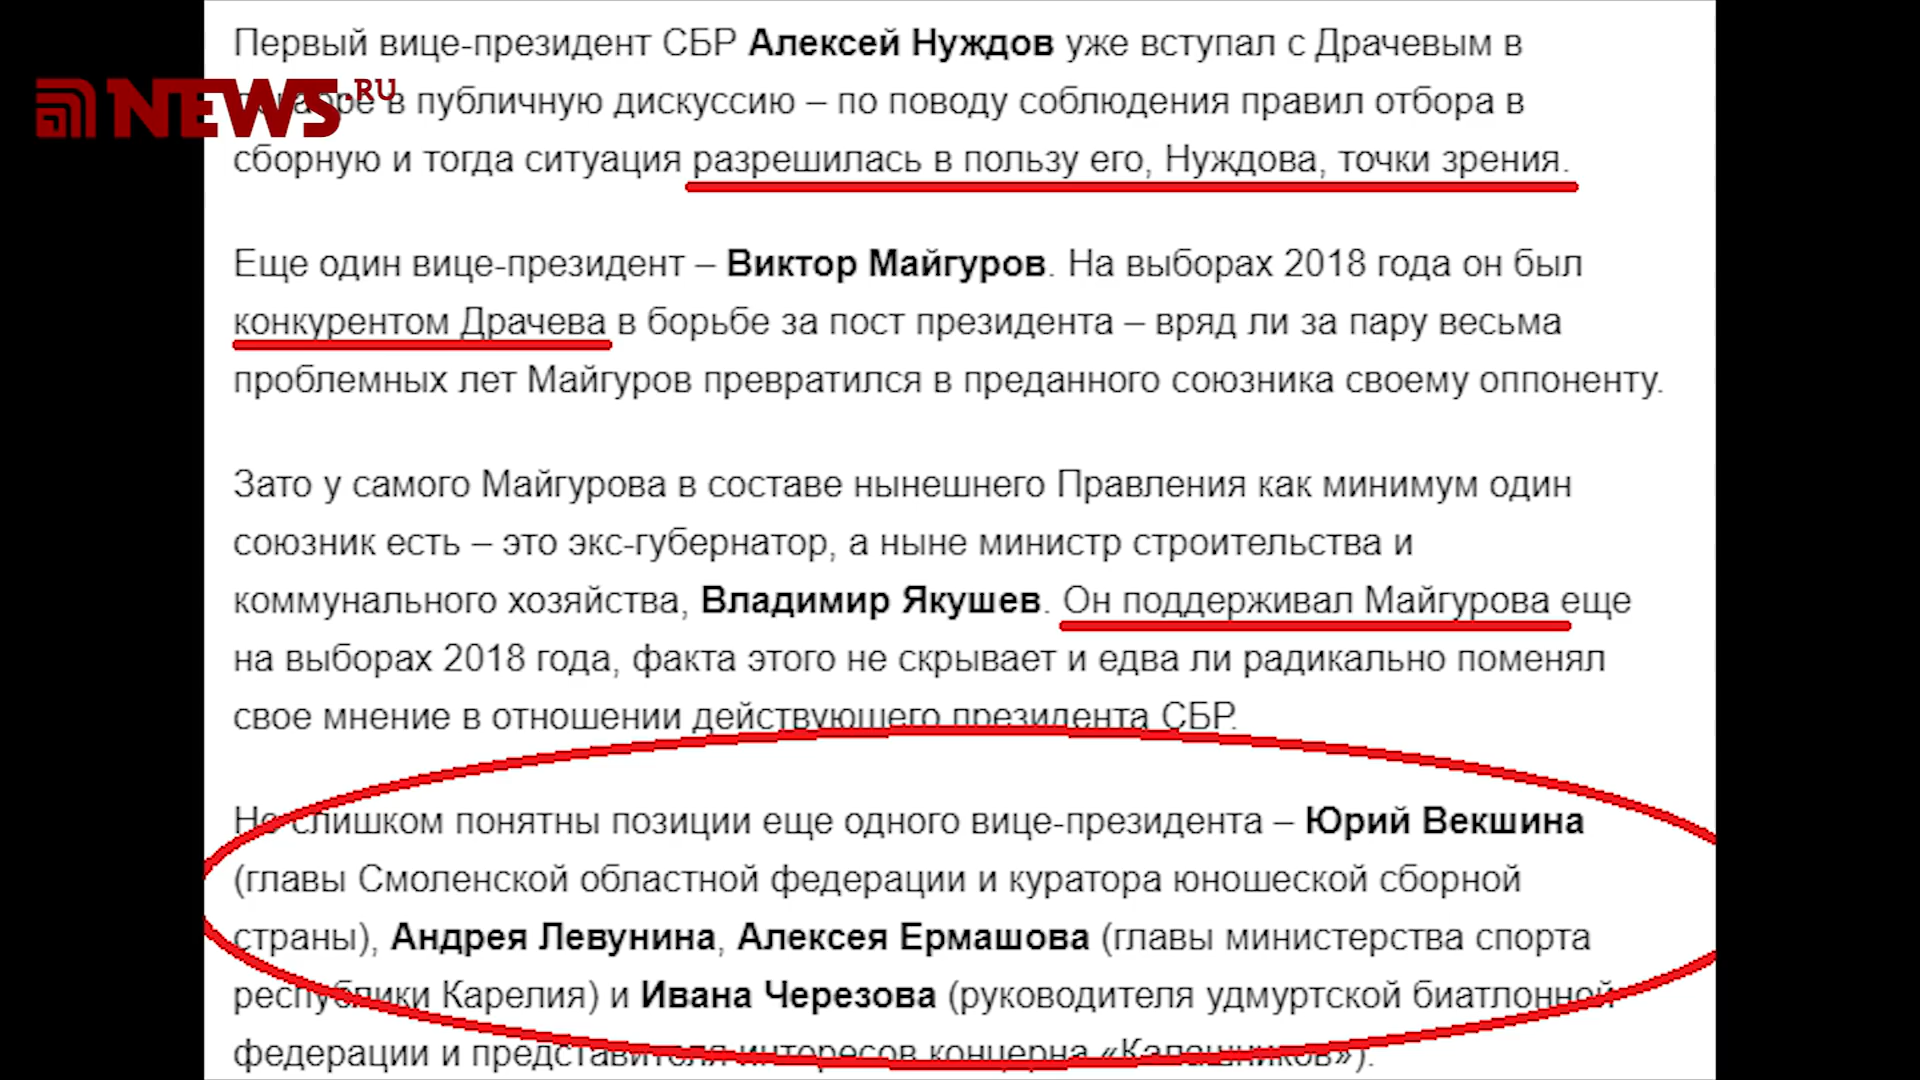 Первый вице-президент СБР Алексей Нуждов уже вступал с Драчевым в
NEWS.RU
в публичную дискуссию – по поводу соблюдения правил отбора в
сборную и тогда ситуация разрешилась в пользу его, Нуждова, точки зрения.
Еще один вице-президент – Виктор Майгуров. На выборах 2018 года он был
конкурентом Драчева в борьбе за пост президента – вряд ли за пару весьма
проблемных лет Майгуров превратился в преданного союзника своему оппоненту.
Зато у самого Майгурова в составе нынешнего Правления как минимум один
союзник есть – это экс-губернатор, а ныне министр строительства и
коммунального хозяйства, Владимир Якушев. Он поддерживал Майгурова еще
на выборах 2018 года, факта этого не скрывает и едва ли радикально поменял
свое мнение в отношении действующего президента СБР.
Не слишком понятны позиции еще одного вице-президента – Юрий Векшина
(главы Смоленской областной федерации и куратора юношеской сборной
страны), Андрея Левунина, Алексея Ермашова (главы министерства спорта
республики Карелия) и Ивана Черезова (руководителя удмуртской биатлонной
федерации и представителя интересов концерна «Калашников»).